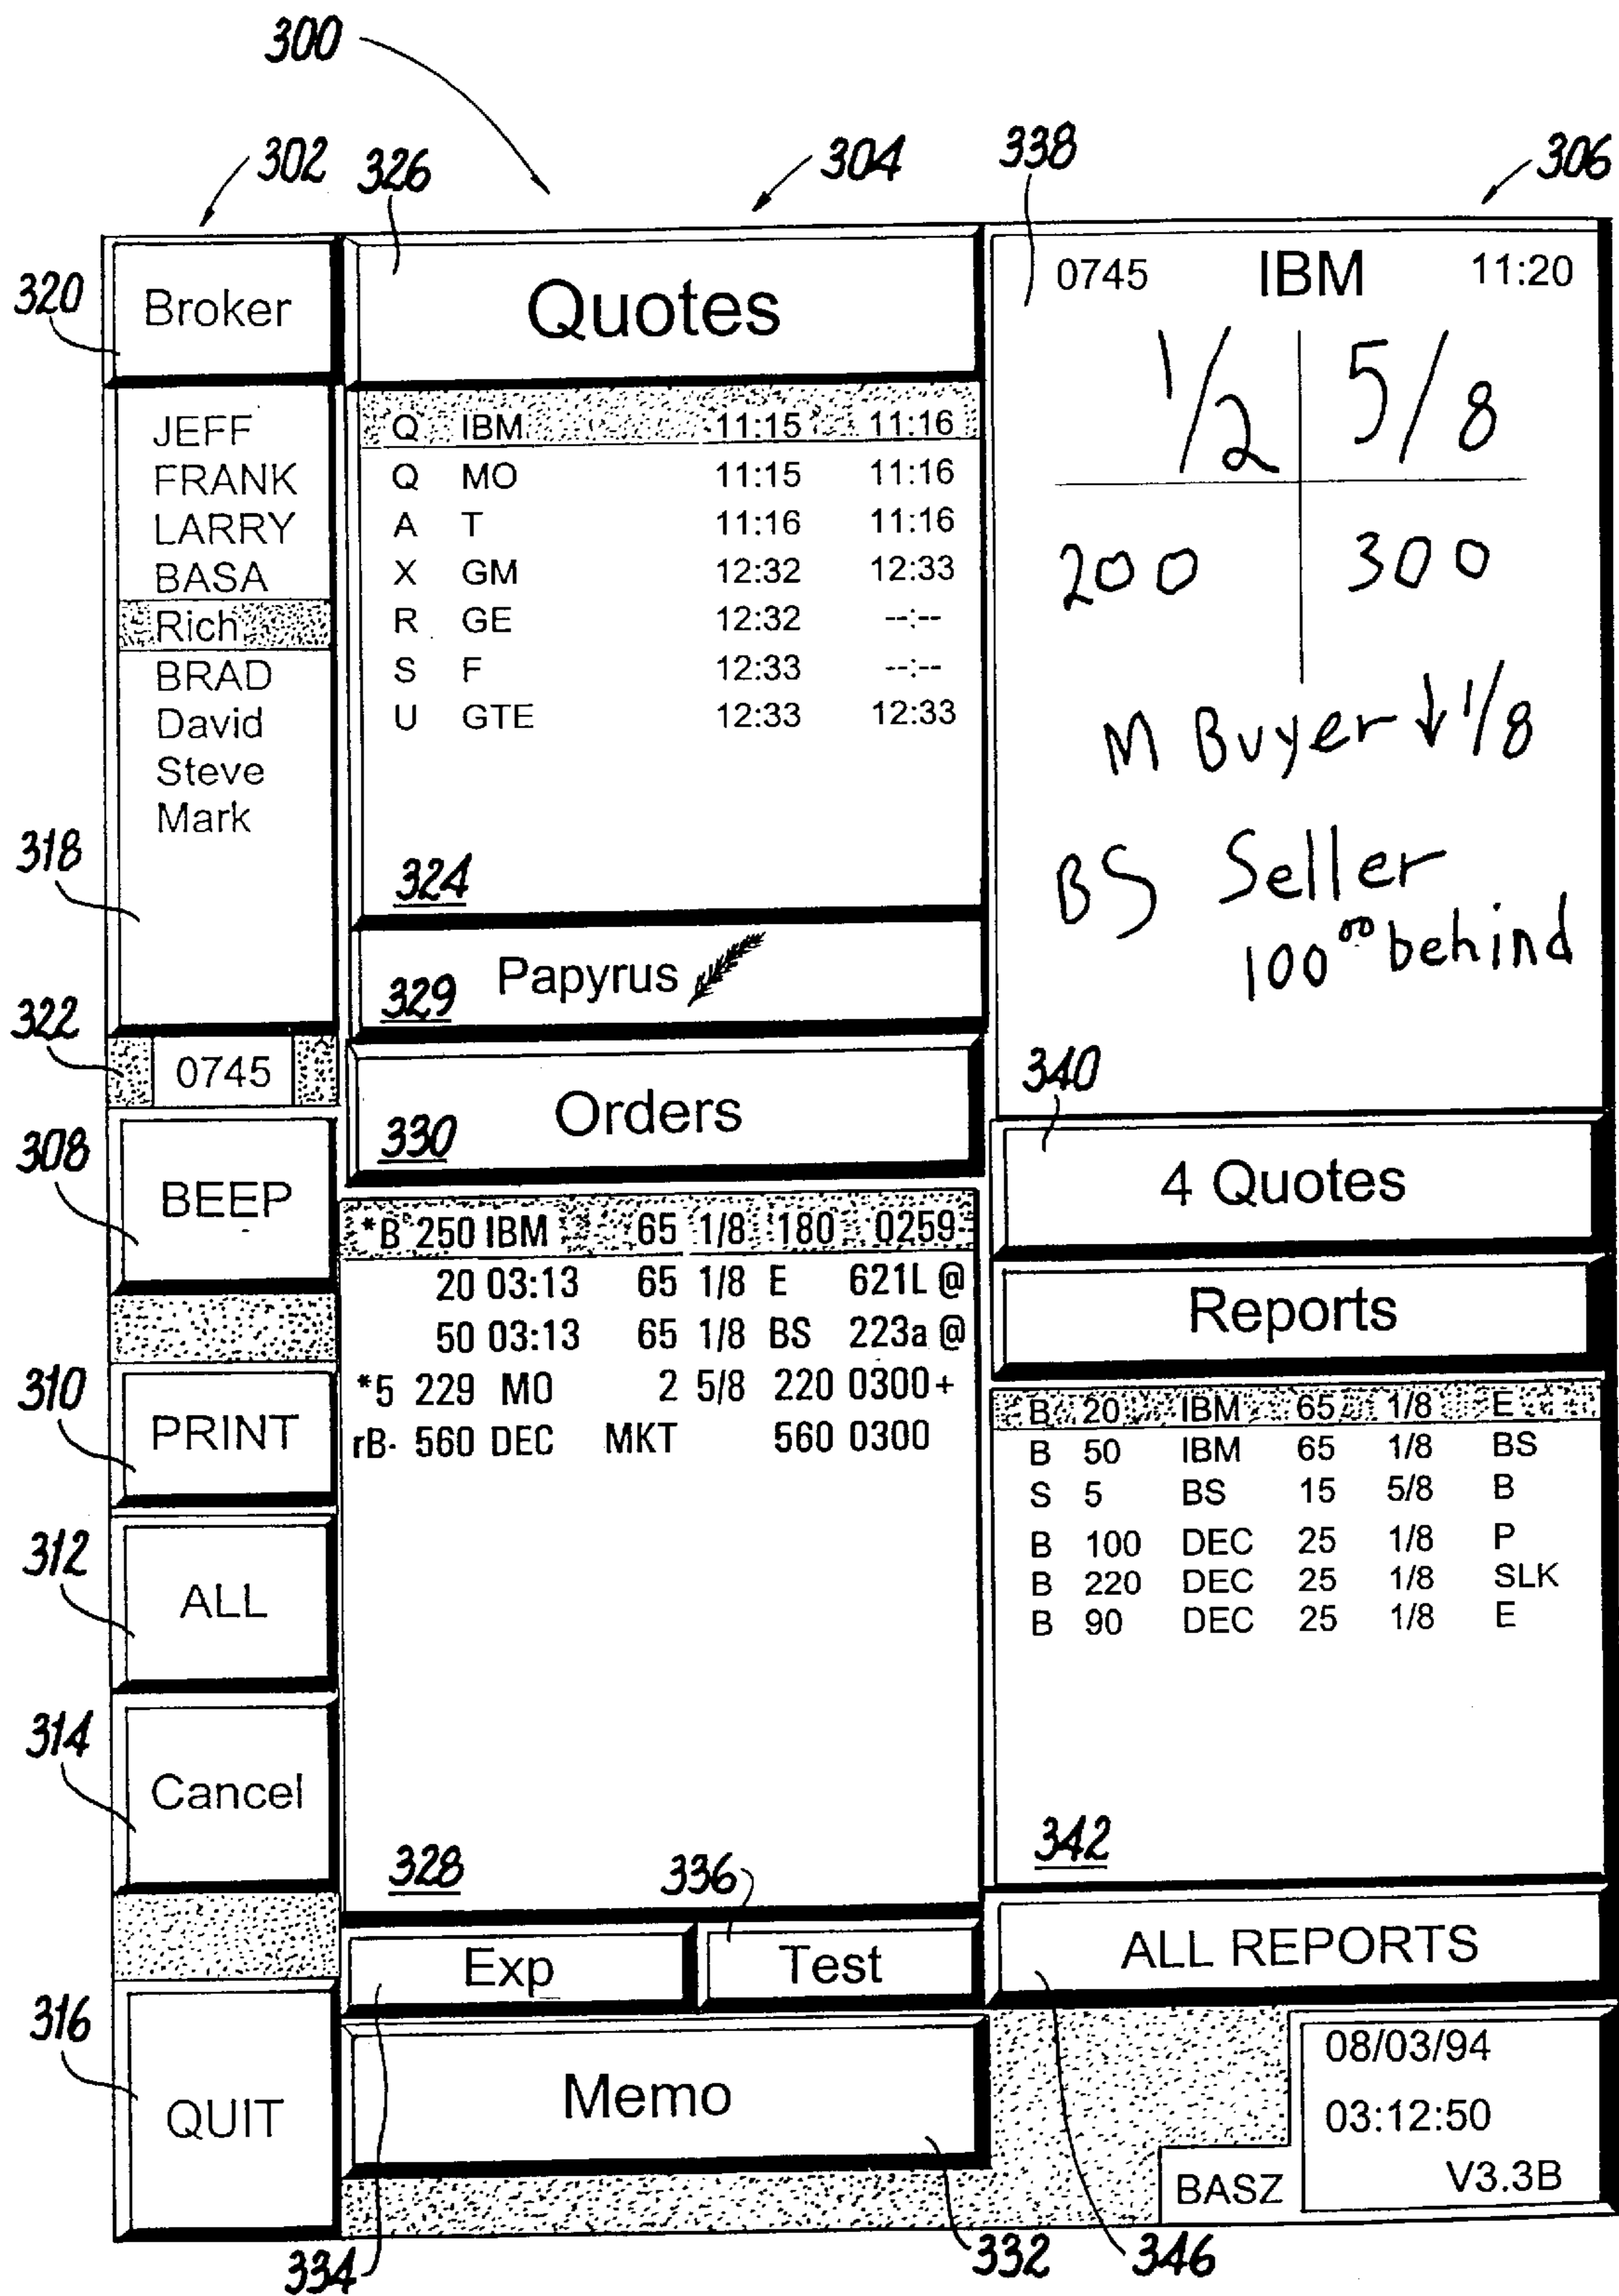 300
302
326
304
338
306
320
Broker
JEFF
FRANK
LARRY
BASA
Rich
BRAD
David
Steve
Mark
318
322
0745
308
BEEP
310
PRINT
312
ALL
314
Cancel
316
QUIT
Quotes
Q IBM 11:15 11:16
Q MO 11:15 11:16
A T 11:16 11:16
X GM 12:32 12:33
R GE 12:32 --:--
S F 12:33 --:--
U GTE 12:33 12:33
324
329 Papyrus
330 Orders
*B 250 IBM 65 1/8 180 0259-
20 03:13 65 1/8 E 621L @
50 03:13 65 1/8 BS 223a @
*5 229 MO 2 5/8 220 0300+
rB- 560 DEC MKT 560 0300
328
336
Exp Test
Memo
334
332
0745 IBM 11:20
1/2 5/8
200 300
M Buyer ↓ 1/8
BS Seller
100⁰⁰ behind
340
4 Quotes
Reports
B 20 IBM 65 1/8 E
B 50 IBM 65 1/8 BS
S 5 BS 15 5/8 B
B 100 DEC 25 1/8 P
B 220 DEC 25 1/8 SLK
B 90 DEC 25 1/8 E
342
ALL REPORTS
08/03/94
03:12:50
BASZ V3.3B
346